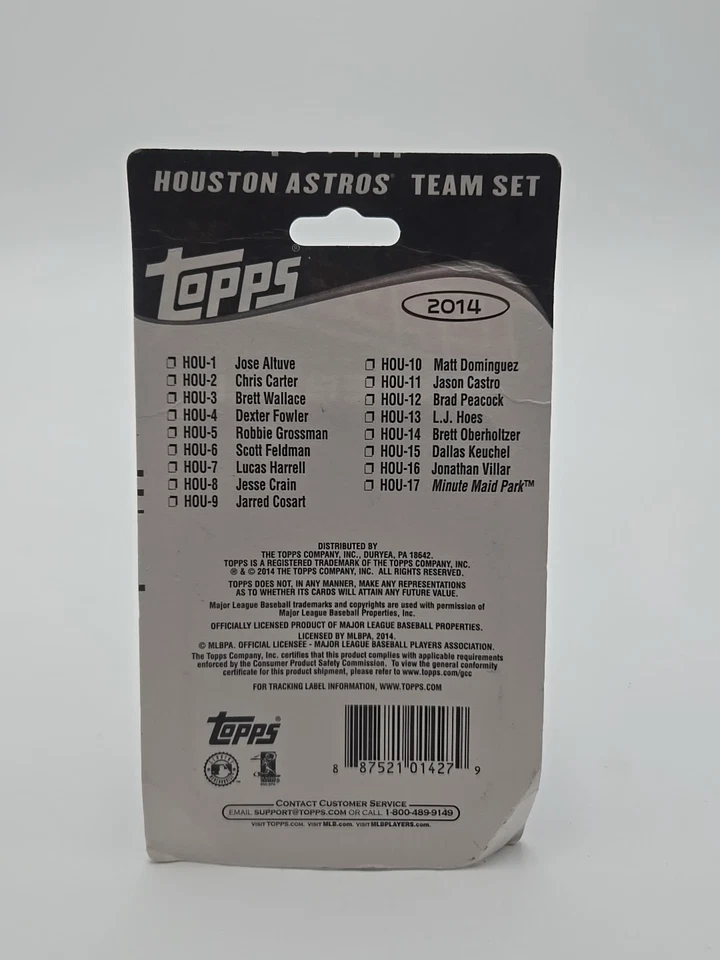 HOUSTON ASTROS® TEAM SET
TOPPS®
2014
HOU-1 Jose Altuve
HOU-2 Chris Carter
HOU-3 Brett Wallace
HOU-4 Dexter Fowler
HOU-5 Robbie Grossman
HOU-6 Scott Feldman
HOU-7 Lucas Harrell
HOU-8 Jesse Crain
HOU-9 Jarred Cosart
HOU-10 Matt Dominguez
HOU-11 Jason Castro
HOU-12 Brad Peacock
HOU-13 L.J. Hoes
HOU-14 Brett Oberholtzer
HOU-15 Dallas Keuchel
HOU-16 Jonathan Villar
HOU-17 Minute Maid Park™
DISTRIBUTED BY
THE TOPPS COMPANY, INC., DURYEA, PA 18642.
TOPPS IS A REGISTERED TRADEMARK OF THE TOPPS COMPANY, INC.
® & © 2014 THE TOPPS COMPANY, INC. ALL RIGHTS RESERVED.
TOPPS DOES NOT, IN ANY MANNER, MAKE ANY REPRESENTATIONS
AS TO WHETHER ITS CARDS WILL ATTAIN ANY FUTURE VALUE.
Major League Baseball trademarks and copyrights are used with permission of
Major League Baseball Properties, Inc.
OFFICIALLY LICENSED PRODUCT OF MAJOR LEAGUE BASEBALL PROPERTIES.
LICENSED BY MLBPA, 2014.
© MLBPA. OFFICIAL LICENSEE - MAJOR LEAGUE BASEBALL PLAYERS ASSOCIATION.
The Topps Company, Inc. certifies that this product complies with applicable requirements
enforced by the Consumer Product Safety Commission. To view the general conformity
certificate for this product shipment, please refer to www.topps.com/gcc
FOR TRACKING LABEL INFORMATION, WWW.TOPPS.COM
TOPPS®
8 87521 01427 9
CONTACT CUSTOMER SERVICE
EMAIL SUPPORT@TOPPS.COM OR CALL 1-800-489-9149
VISIT TOPPS.COM. VISIT MLB.com. VISIT MLBPLAYERS.com.